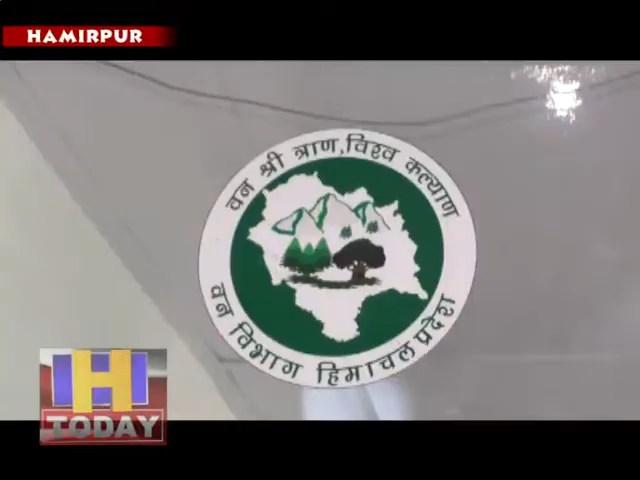 HAMIRPUR
वन श्री त्राण, विश्व कल्याण
वन विभाग हिमाचल प्रदेश
H
TODAY